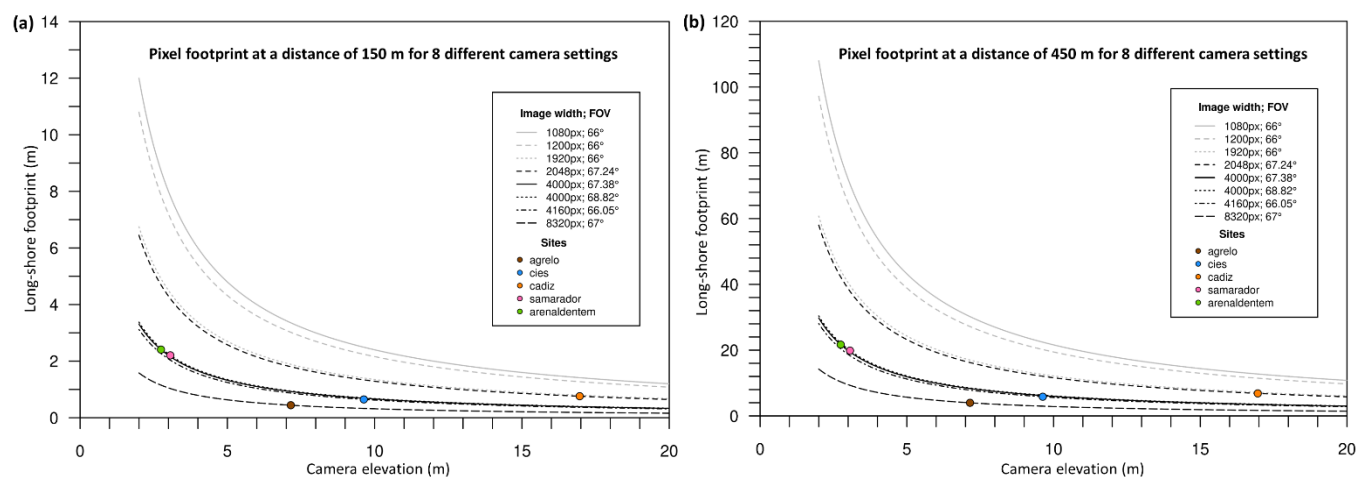 (a)
Pixel footprint at a distance of 150 m for 8 different camera settings
Long-shore footprint (m)
14
12
10
8
6
4
2
0
Image width; FOV
1080px; 66°
1200px; 66°
1920px; 66°
2048px; 67.24°
4000px; 67.38°
4000px; 68.82°
4160px; 66.05°
8320px; 67°
Sites
agrelo
cies
cadiz
samarador
arenaldentem
0 5 10 15 20
Camera elevation (m)
(b)
Pixel footprint at a distance of 450 m for 8 different camera settings
Long-shore footprint (m)
120
100
80
60
40
20
0
Image width; FOV
1080px; 66°
1200px; 66°
1920px; 66°
2048px; 67.24°
4000px; 67.38°
4000px; 68.82°
4160px; 66.05°
8320px; 67°
Sites
agrelo
cies
cadiz
samarador
arenaldentem
0 5 10 15 20
Camera elevation (m)